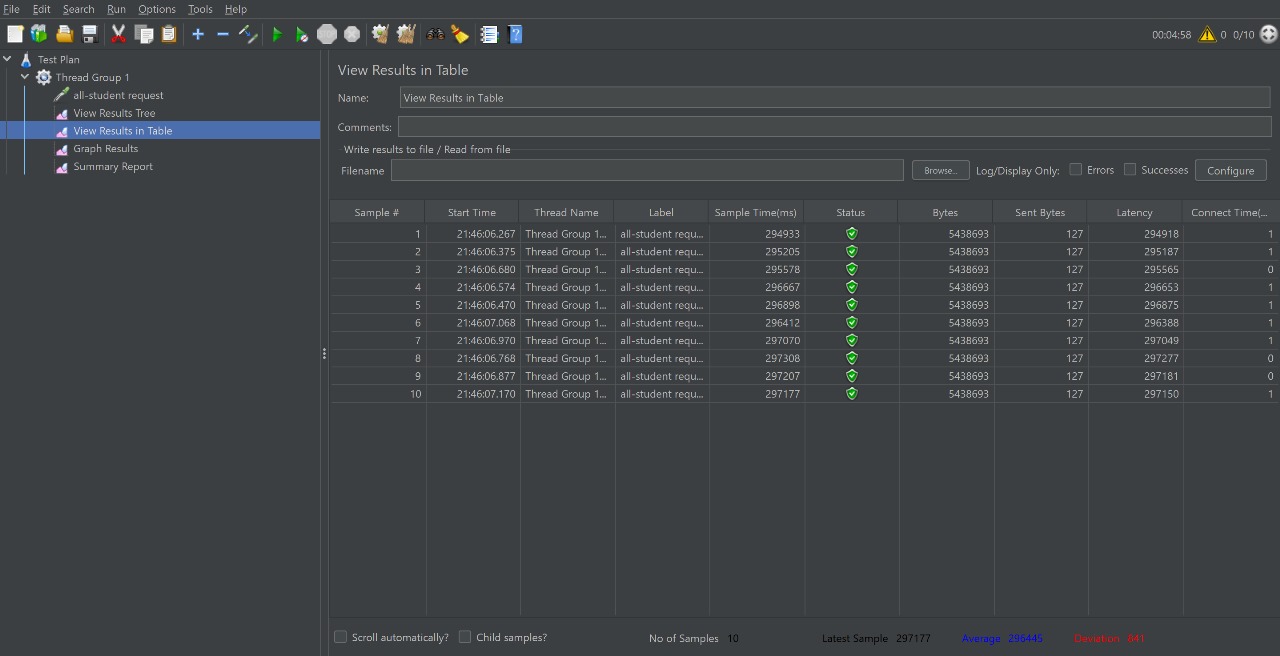 File Edit Search Run Options Tools Help
STOP 00:04:58 0 0/10
Test Plan
Thread Group 1
all-student request
View Results Tree
View Results in Table
Graph Results
Summary Report
View Results in Table
Name: View Results in Table
Comments:
Write results to file / Read from file
Filename Browse... Log/Display Only: Errors Successes Configure
Sample # Start Time Thread Name Label Sample Time(ms) Status Bytes Sent Bytes Latency Connect Time(...
1 21:46:06.267 Thread Group 1... all-student requ... 294933 5438693 127 294918 1
2 21:46:06.375 Thread Group 1... all-student requ... 295205 5438693 127 295187 1
3 21:46:06.680 Thread Group 1... all-student requ... 295578 5438693 127 295565 0
4 21:46:06.574 Thread Group 1... all-student requ... 296667 5438693 127 296653 1
5 21:46:06.470 Thread Group 1... all-student requ... 296898 5438693 127 296875 1
6 21:46:07.068 Thread Group 1... all-student requ... 296412 5438693 127 296388 1
7 21:46:06.970 Thread Group 1... all-student requ... 297070 5438693 127 297049 1
8 21:46:06.768 Thread Group 1... all-student requ... 297308 5438693 127 297277 0
9 21:46:06.877 Thread Group 1... all-student requ... 297207 5438693 127 297181 0
10 21:46:07.170 Thread Group 1... all-student requ... 297177 5438693 127 297150 1
Scroll automatically? Child samples? No of Samples 10 Latest Sample 297177 Average 296445 Deviation 841